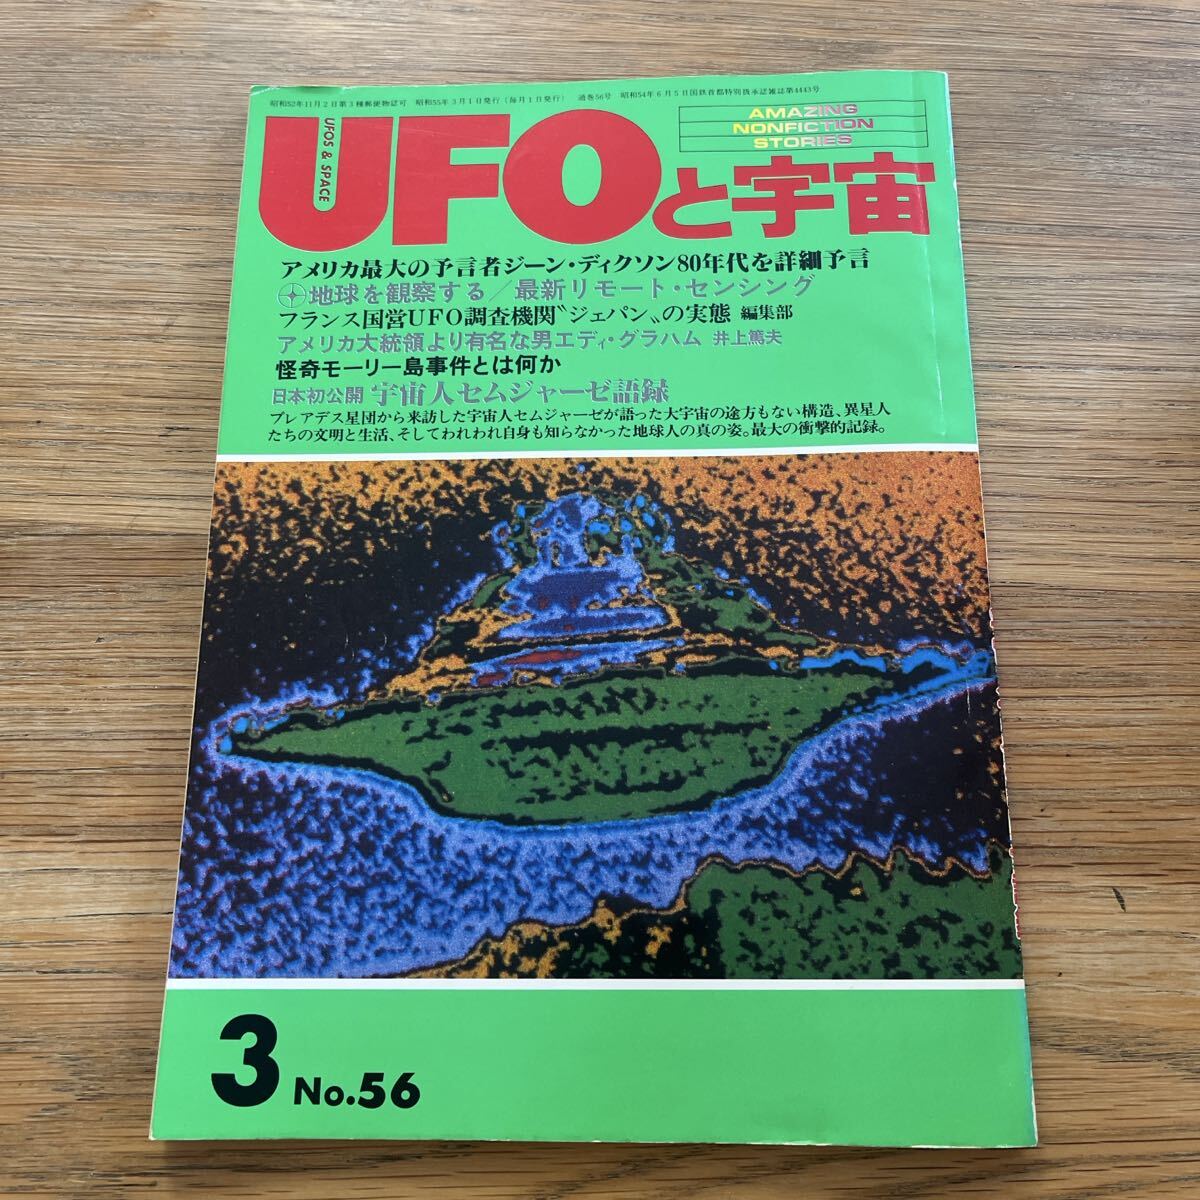 昭和52年11月2日第3種郵便物認可 昭和55年3月1日発行(毎月1日発行) 通巻56号 昭和54年6月5日国鉄首都特別扱承認雑誌第4443号
AMAZING
NONFICTION
STORIES
UFOS & SPACE
UFOと宇宙
アメリカ最大の予言者ジーン・ディクソン80年代を詳細予言
地球を観察する/最新リモート・センシング
フランス国営UFO調査機関〝ジェパン〟の実態 編集部
アメリカ大統領より有名な男エディ・グラハム 井上篤夫
怪奇モーリー島事件とは何か
日本初公開 宇宙人セムジャーゼ語録
プレアデス星団から来訪した宇宙人セムジャーゼが語った大宇宙の途方もない構造、異星人
たちの文明と生活、そしてわれわれ自身も知らなかった地球人の真の姿。最大の衝撃的記録。
3 No.56